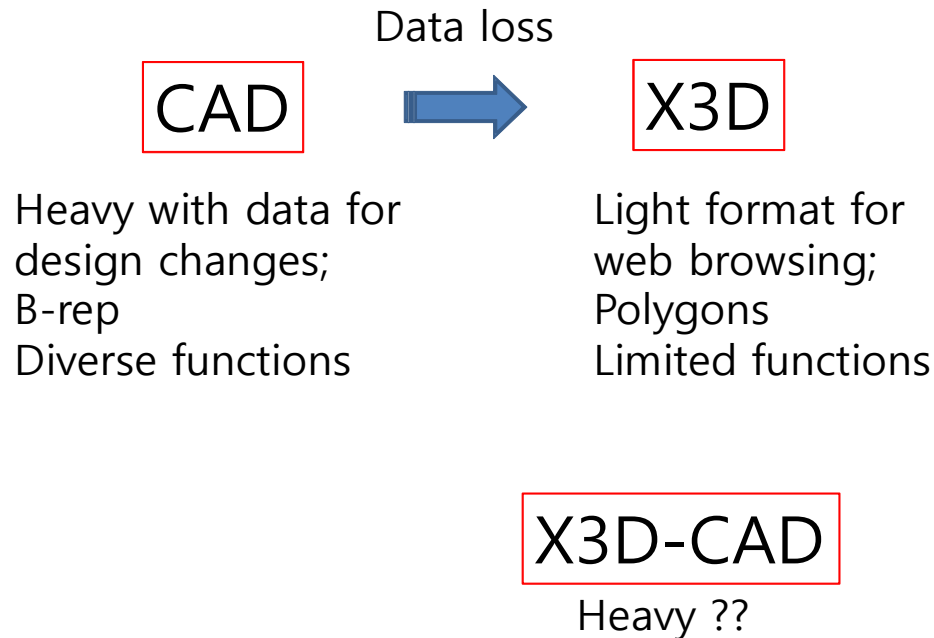 Data loss
CAD
X3D
Heavy with data for
design changes;
B-rep
Diverse functions
Light format for
web browsing;
Polygons
Limited functions
X3D-CAD
Heavy ??